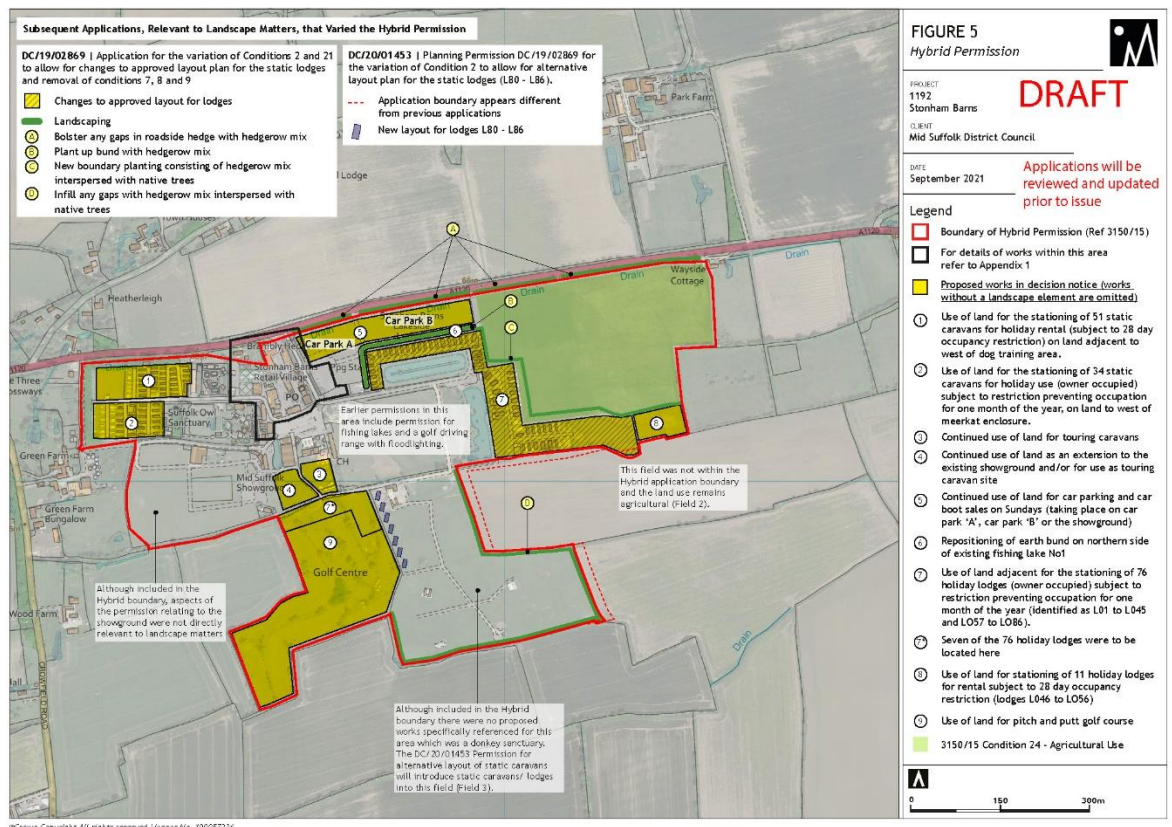 Subsequent Applications, Relevant to Landscape Matters, that Varied the Hybrid Permission
DC/19/02869 | Application for the variation of Conditions 2 and 21
to allow for changes to approved layout plan for the static lodges
and removal of conditions 7, 8 and 9
Changes to approved layout for lodges
Landscaping
A Bolster any gaps in roadside hedge with hedgerow mix
B Plant up bund with hedgerow mix
C New boundary planting consisting of hedgerow mix
interspersed with native trees
D Infill any gaps with hedgerow mix interspersed with
native trees
DC/20/01453 | Planning Permission DC/19/02869 for
the variation of Condition 2 to allow for alternative
layout plan for the static lodges (L80 - L86).
Application boundary appears different
from previous applications
New layout for lodges L80 - L86
Park Farm
Lodge
Heatherleigh
A
A1120
Drain
Drain
Drain
Wayside
Cottage
A1120
B
C
Car Park B
Car Park A
5
6
Stonham Barns
Retail Village
PO
1
2
Suffolk Owl
Sanctuary
Earlier permissions in this
area include permission for
fishing lakes and a golf driving
range with floodlighting.
7
8
Green Farm
CH
Mid Suffolk
Showground
3
4
7*
This field was not within the
Hybrid application boundary
and the land use remains
agricultural (Field 2).
D
Green Farm
Bungalow
9
Golf Centre
Although included in the
Hybrid boundary, aspects of
the permission relating to the
showground were not directly
relevant to landscape matters
Wood Farm
Drain
CROWFIELD ROAD
Although included in the Hybrid
boundary there were no proposed
works specifically referenced for this
area which was a donkey sanctuary.
The DC/20/01453 Permission for
alternative layout of static caravans
will introduce static caravans/ lodges
into this field (Field 3).
FIGURE 5
Hybrid Permission
PROJECT
1192
Stonham Barns
DRAFT
CLIENT
Mid Suffolk District Council
DATE
September 2021
Applications will be
reviewed and updated
prior to issue
Legend
Boundary of Hybrid Permission (Ref 3150/15)
For details of works within this area
refer to Appendix 1
Proposed works in decision notice (works
without a landscape element are omitted)
1 Use of land for the stationing of 51 static
caravans for holiday rental (subject to 28 day
occupancy restriction) on land adjacent to
west of dog training area.
2 Use of land for the stationing of 34 static
caravans for holiday use (owner occupied)
subject to restriction preventing occupation
for one month of the year, on land to west of
meerkat enclosure.
3 Continued use of land for touring caravans
4 Continued use of land as an extension to the
existing showground and/or for use as touring
caravan site
5 Continued use of land for car parking and car
boot sales on Sundays (taking place on car
park ‘A’, car park ‘B’ or the showground)
6 Repositioning of earth bund on northern side
of existing fishing lake No1
7 Use of land adjacent for the stationing of 76
holiday lodges (owner occupied) subject to
restriction preventing occupation for one
month of the year (identified as L01 to L045
and LO57 to LO86).
7* Seven of the 76 holiday lodges were to be
located here
8 Use of land for stationing of 11 holiday lodges
for rental subject to 28 day occupancy
restriction (lodges L046 to LO56)
9 Use of land for pitch and putt golf course
3150/15 Condition 24 - Agricultural Use
0 150 300m